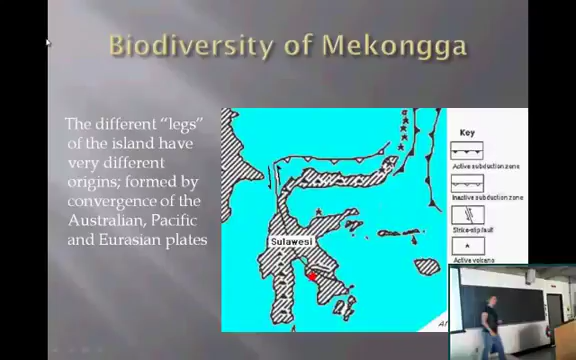 Biodiversity of Mekongga
The different “legs”
of the island have
very different
origins; formed by
convergence of the
Australian, Pacific
and Eurasian plates
Sulawesi
Key
Active subduction zone
Inactive subduction zone
Strike-slip fault
Active volcano